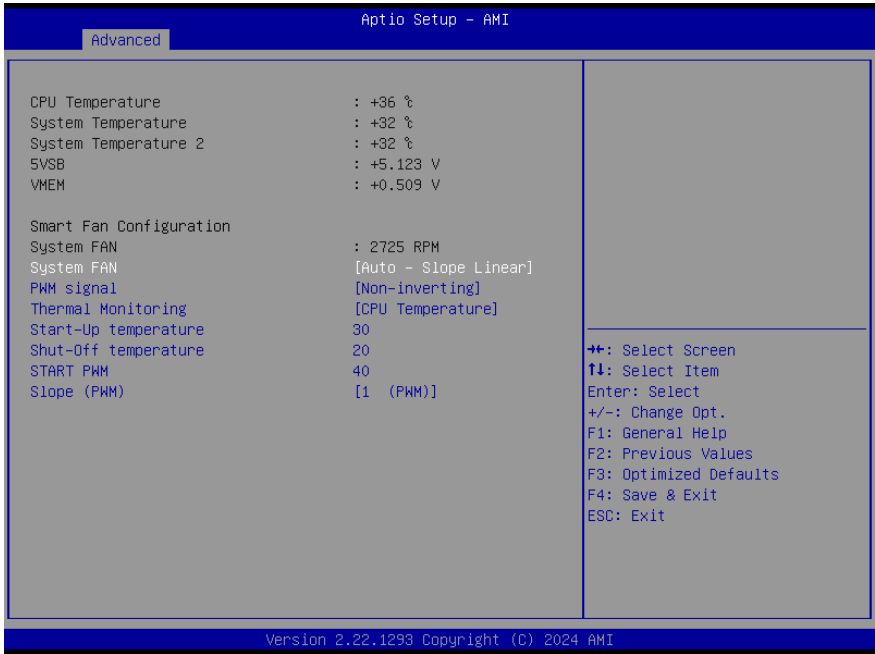 Aptio Setup – AMI
Advanced
CPU Temperature : +36 ℃
System Temperature : +32 ℃
System Temperature 2 : +32 ℃
5VSB : +5.123 V
VMEM : +0.509 V
Smart Fan Configuration
System FAN : 2725 RPM
System FAN [Auto – Slope Linear]
PWM signal [Non-inverting]
Thermal Monitoring [CPU Temperature]
Start-Up temperature 30
Shut-Off temperature 20
START PWM 40
Slope (PWM) [1 (PWM)]
→←: Select Screen
↑↓: Select Item
Enter: Select
+/-: Change Opt.
F1: General Help
F2: Previous Values
F3: Optimized Defaults
F4: Save & Exit
ESC: Exit
Version 2.22.1293 Copyright (C) 2024 AMI